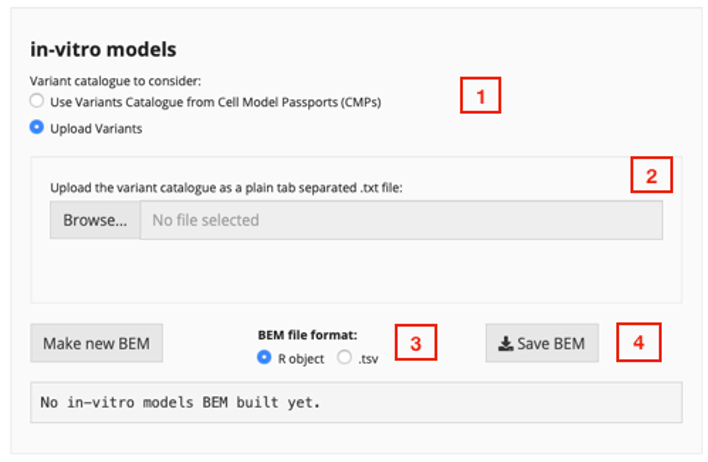 in-vitro models
Variant catalogue to consider:
Use Variants Catalogue from Cell Model Passports (CMPs)
1
Upload Variants
2
Upload the variant catalogue as a plain tab separated .txt file:
Browse... No file selected
Make new BEM
BEM file format:
R object .tsv
3
Save BEM
4
No in-vitro models BEM built yet.